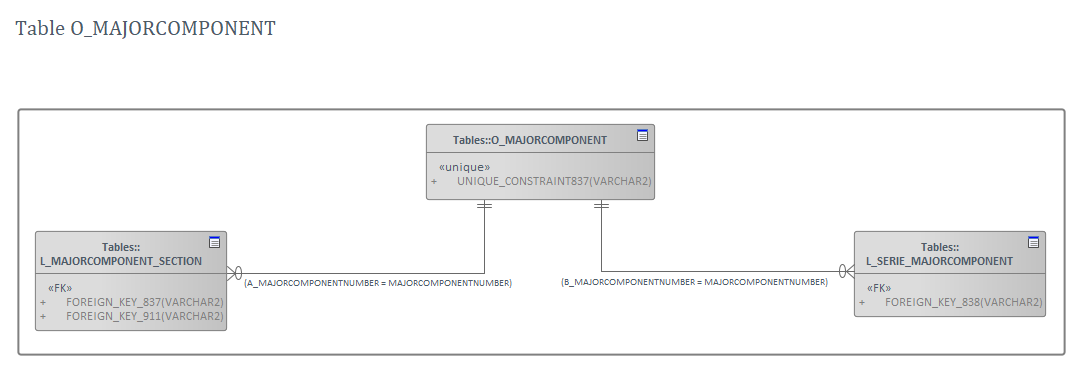 Table O_MAJORCOMPONENT
Tables::O_MAJORCOMPONENT
«unique»
+ UNIQUE_CONSTRAINT837(VARCHAR2)
Tables::
L_MAJORCOMPONENT_SECTION
«FK»
+ FOREIGN_KEY_837(VARCHAR2)
+ FOREIGN_KEY_911(VARCHAR2)
(A_MAJORCOMPONENTNUMBER = MAJORCOMPONENTNUMBER)
(B_MAJORCOMPONENTNUMBER = MAJORCOMPONENTNUMBER)
Tables::
L_SERIE_MAJORCOMPONENT
«FK»
+ FOREIGN_KEY_838(VARCHAR2)